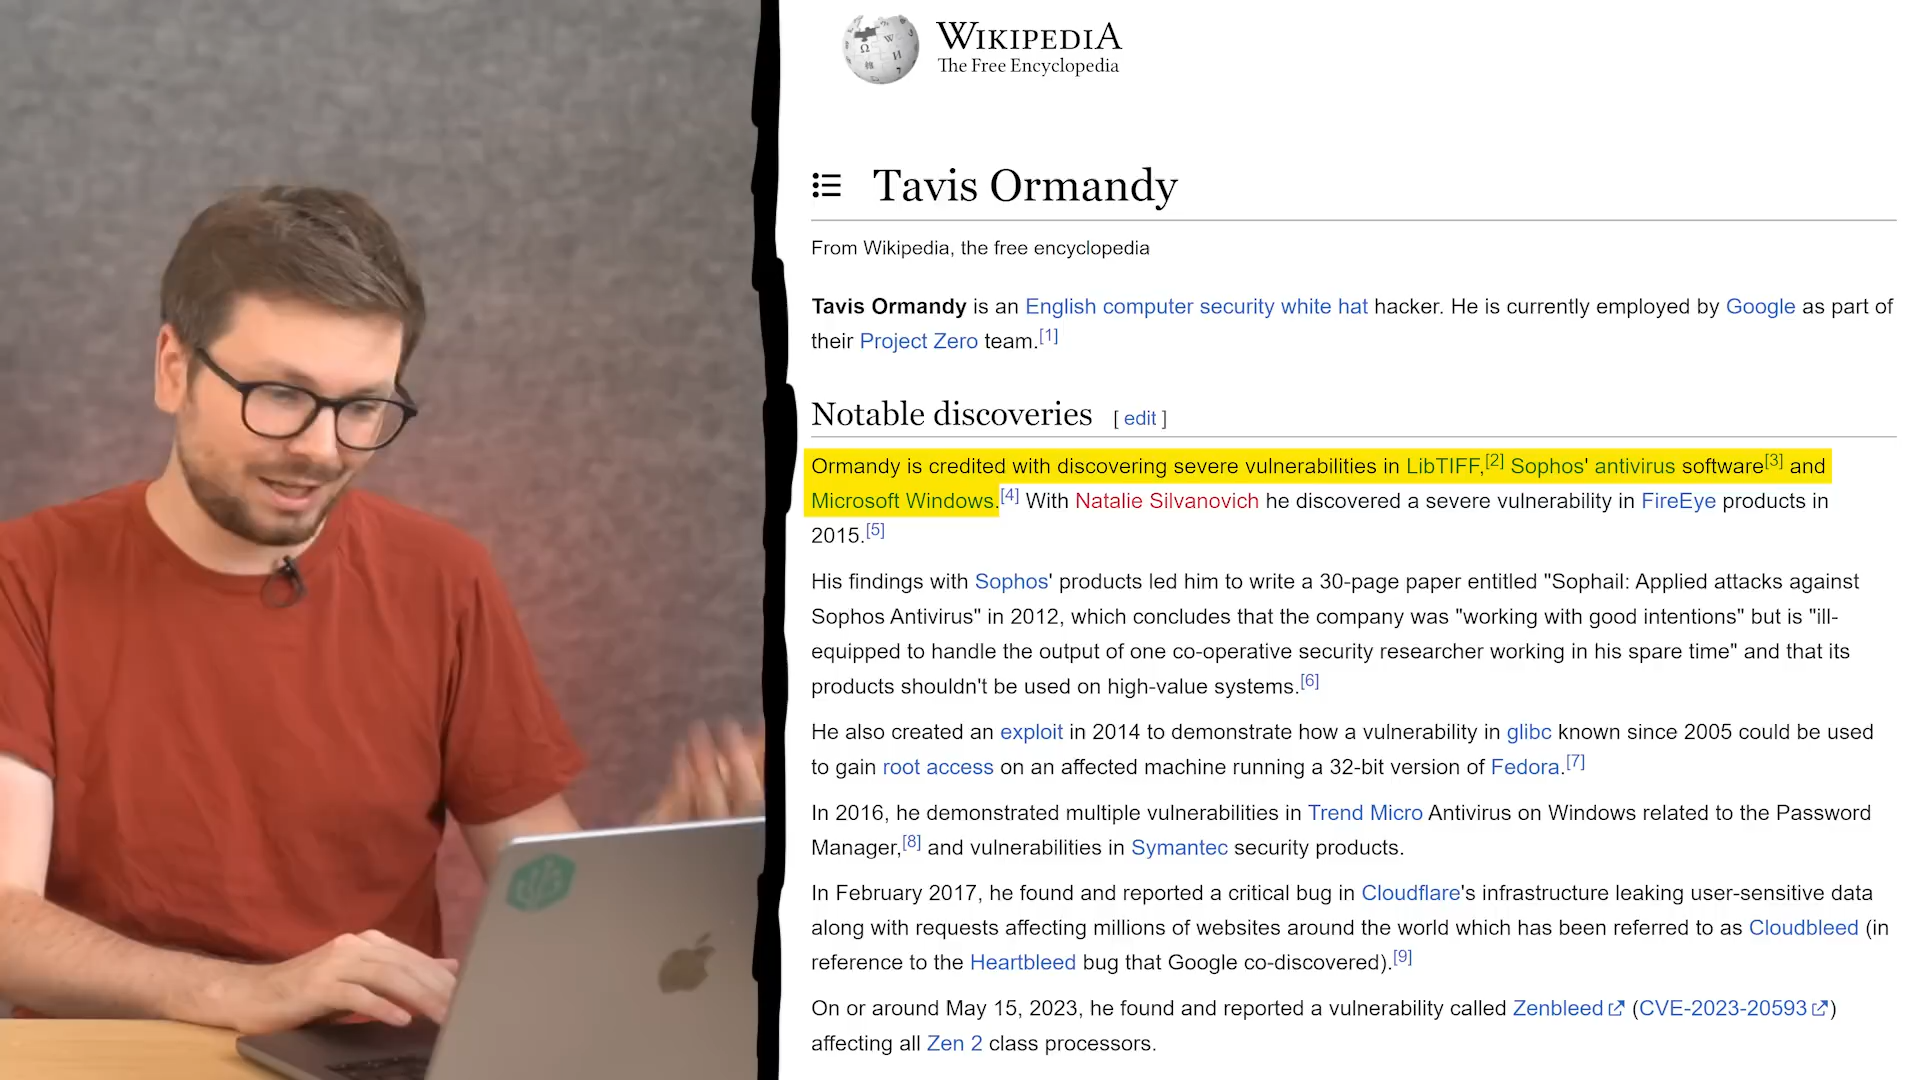 WIKIPEDIA
The Free Encyclopedia
Tavis Ormandy
From Wikipedia, the free encyclopedia
Tavis Ormandy is an English computer security white hat hacker. He is currently employed by Google as part of
their Project Zero team.[1]
Notable discoveries [ edit ]
Ormandy is credited with discovering severe vulnerabilities in LibTIFF,[2] Sophos' antivirus software[3] and
Microsoft Windows.[4] With Natalie Silvanovich he discovered a severe vulnerability in FireEye products in
2015.[5]
His findings with Sophos' products led him to write a 30-page paper entitled "Sophail: Applied attacks against
Sophos Antivirus" in 2012, which concludes that the company was "working with good intentions" but is "ill-
equipped to handle the output of one co-operative security researcher working in his spare time" and that its
products shouldn't be used on high-value systems.[6]
He also created an exploit in 2014 to demonstrate how a vulnerability in glibc known since 2005 could be used
to gain root access on an affected machine running a 32-bit version of Fedora.[7]
In 2016, he demonstrated multiple vulnerabilities in Trend Micro Antivirus on Windows related to the Password
Manager,[8] and vulnerabilities in Symantec security products.
In February 2017, he found and reported a critical bug in Cloudflare's infrastructure leaking user-sensitive data
along with requests affecting millions of websites around the world which has been referred to as Cloudbleed (in
reference to the Heartbleed bug that Google co-discovered).[9]
On or around May 15, 2023, he found and reported a vulnerability called Zenbleed (CVE-2023-20593)
affecting all Zen 2 class processors.